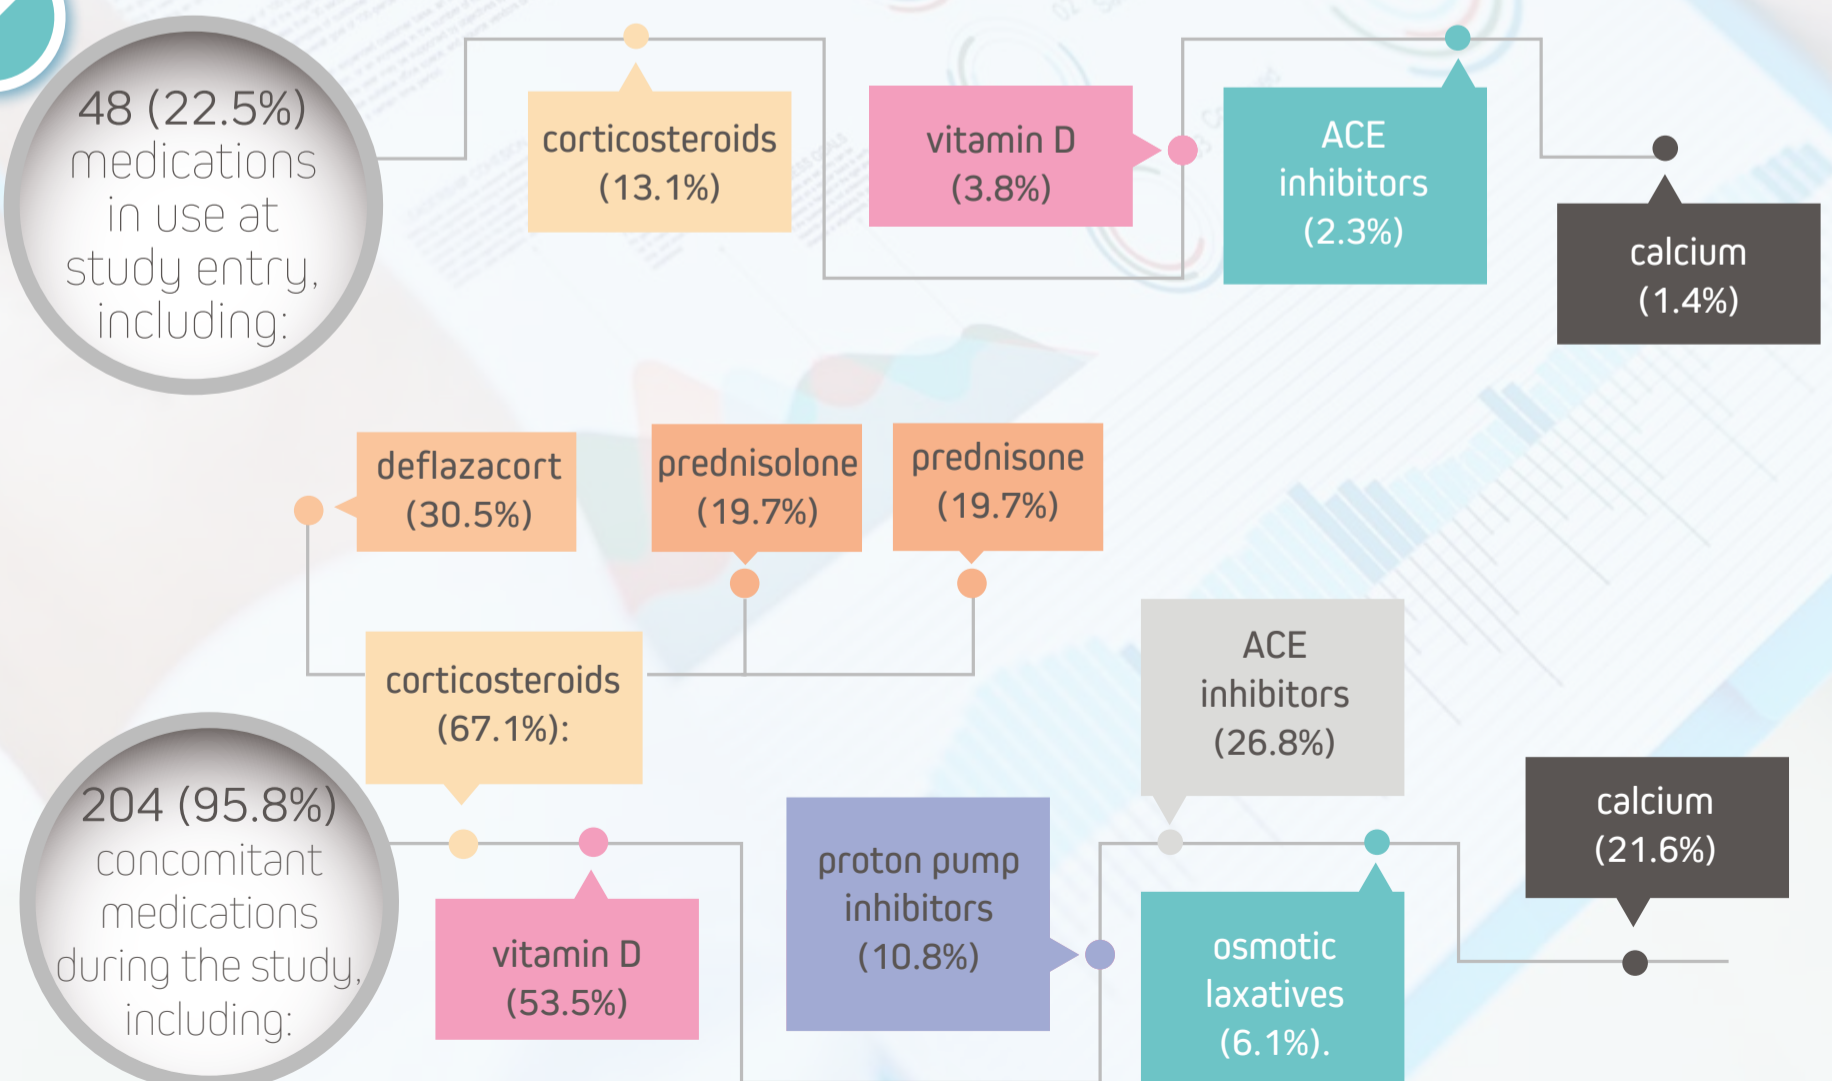 48 (22.5%)
medications
in use at
study entry,
including:
corticosteroids
(13.1%)
vitamin D
(3.8%)
ACE
inhibitors
(2.3%)
calcium
(1.4%)
deflazacort
(30.5%)
prednisolone
(19.7%)
prednisone
(19.7%)
corticosteroids
(67.1%):
204 (95.8%)
concomitant
medications
during the study,
including:
vitamin D
(53.5%)
proton pump
inhibitors
(10.8%)
ACE
inhibitors
(26.8%)
osmotic
laxatives
(6.1%).
calcium
(21.6%)